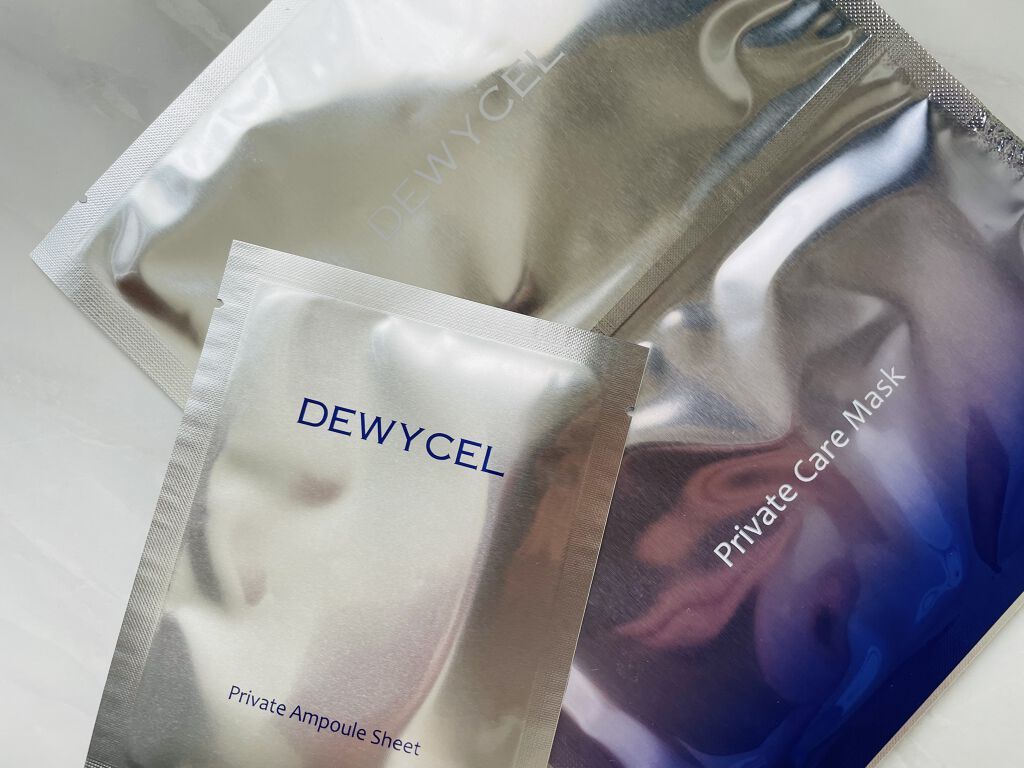 DEWYCEL
Private Care Mask
DEWYCEL
Private Ampoule Sheet